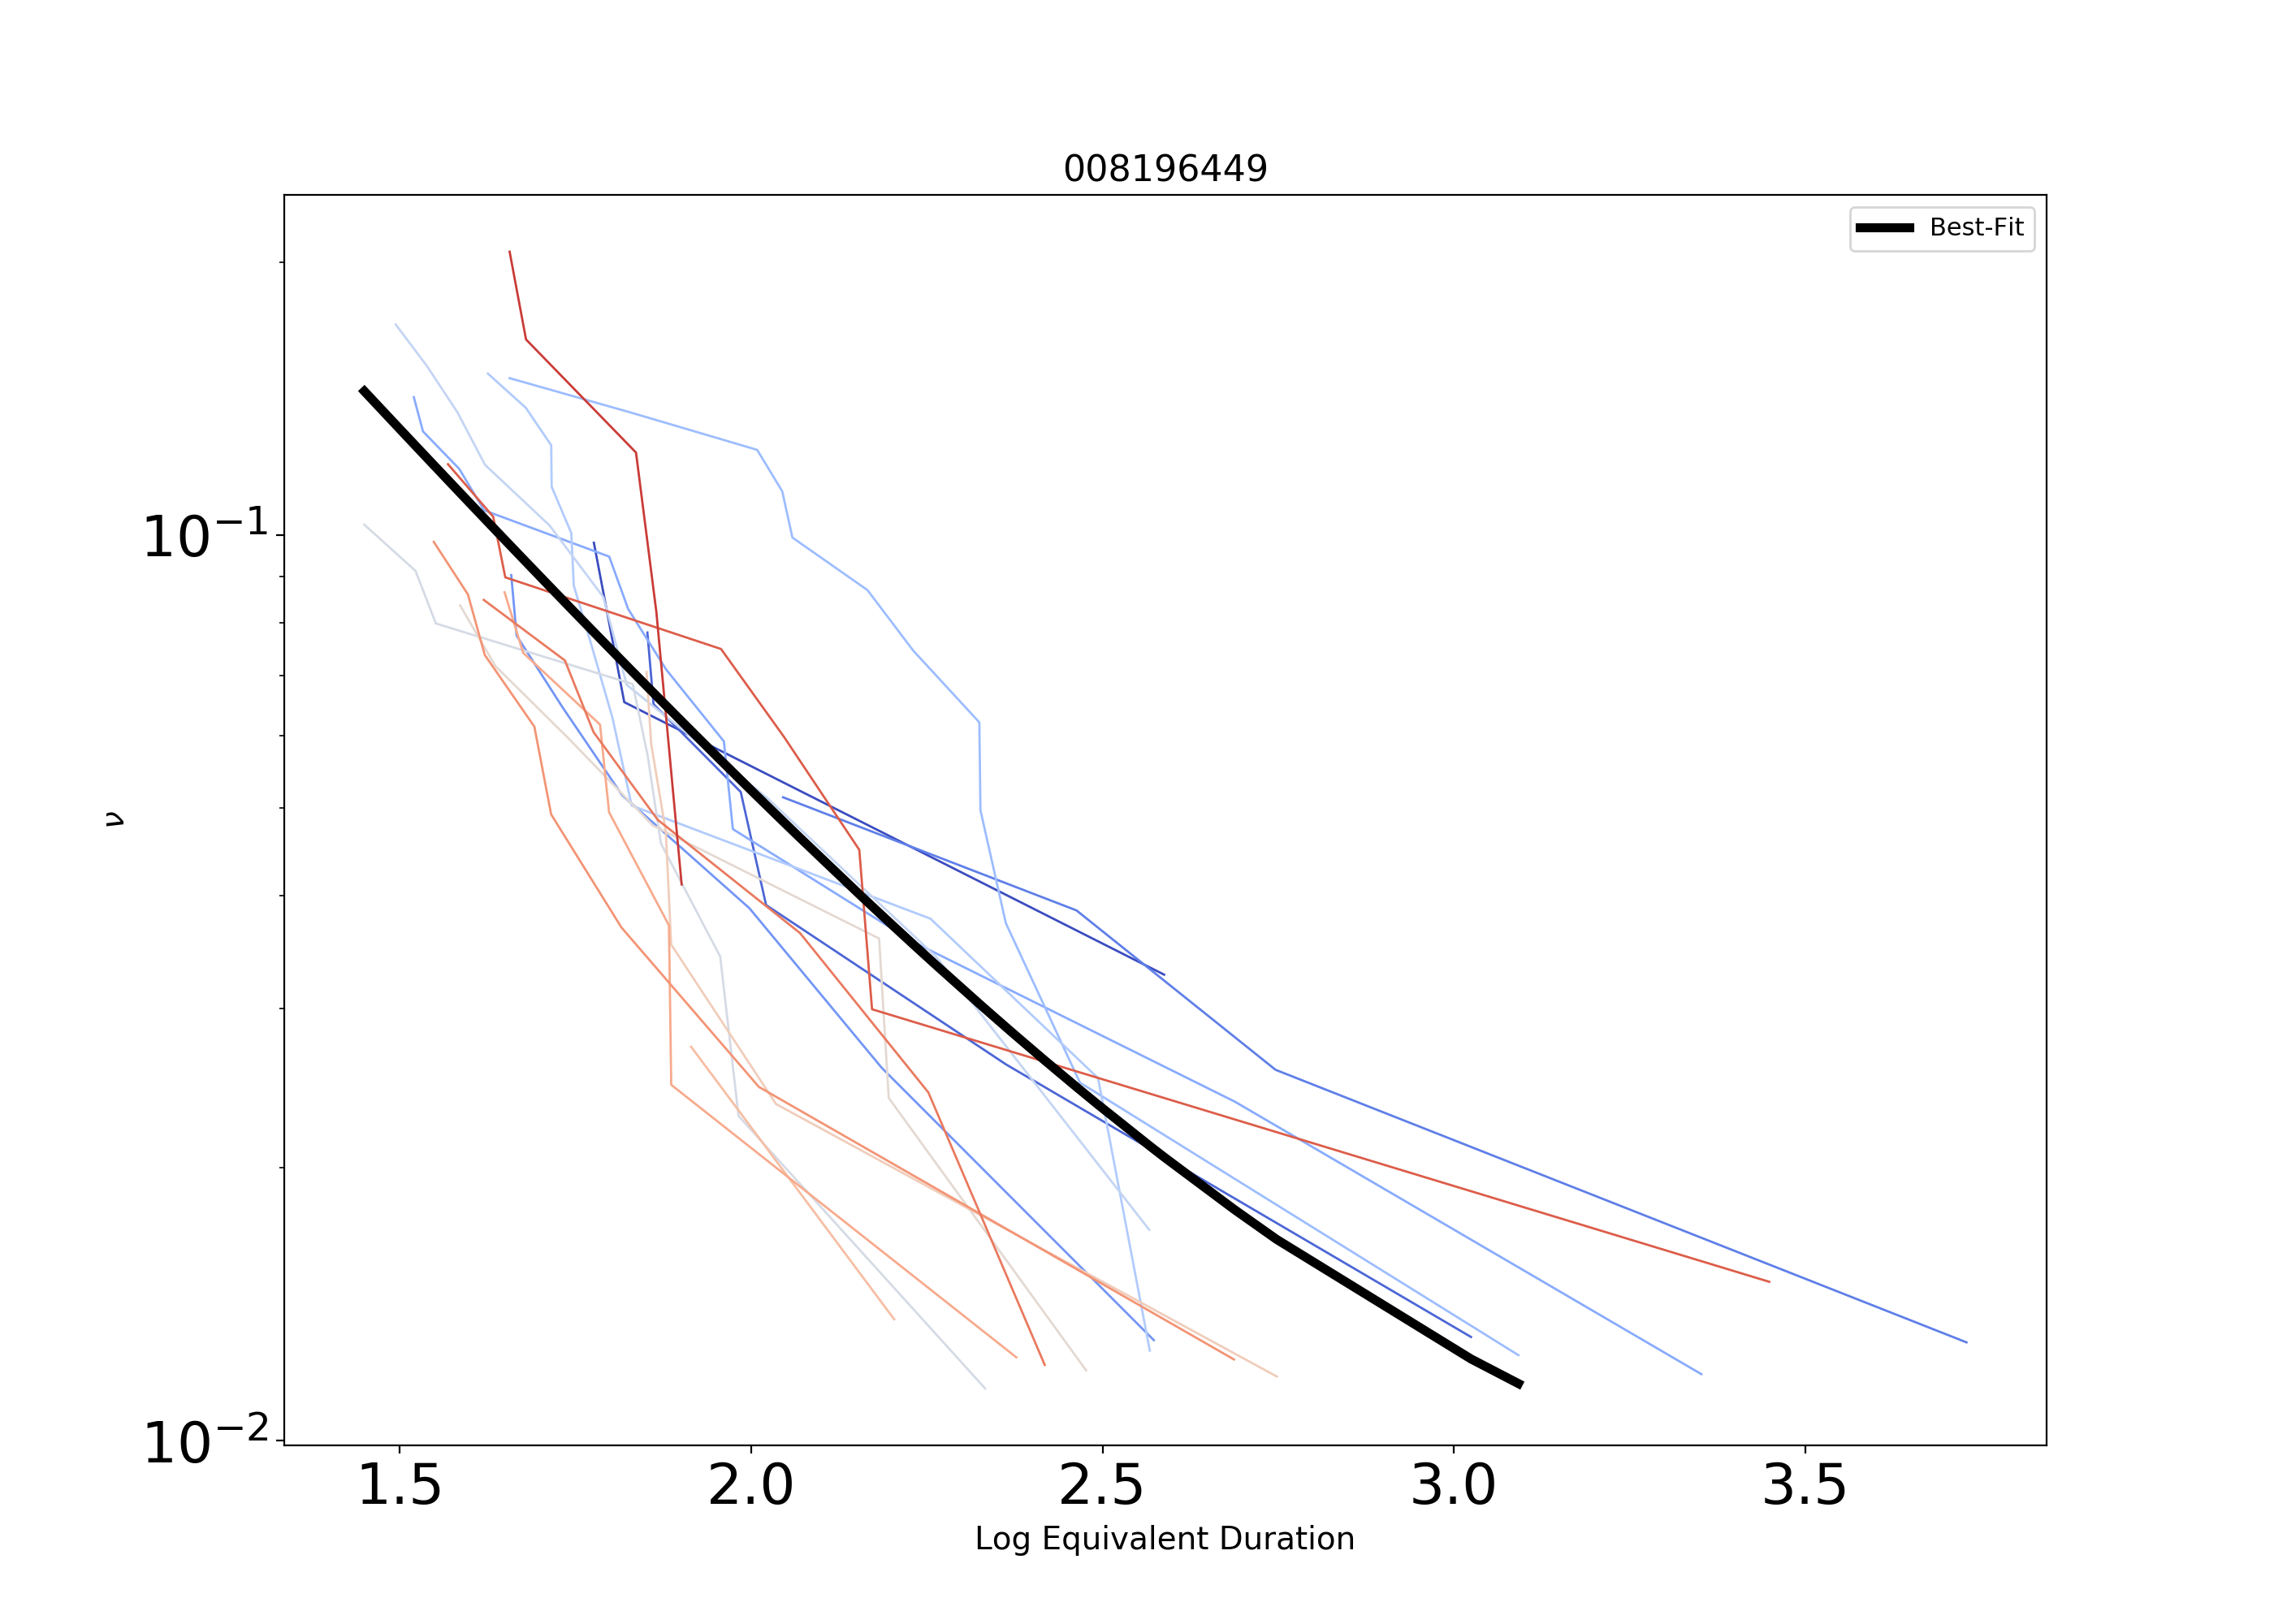 008196449
Best-Fit
10⁻¹
ν
10⁻²
1.5 2.0 2.5 3.0 3.5
Log Equivalent Duration